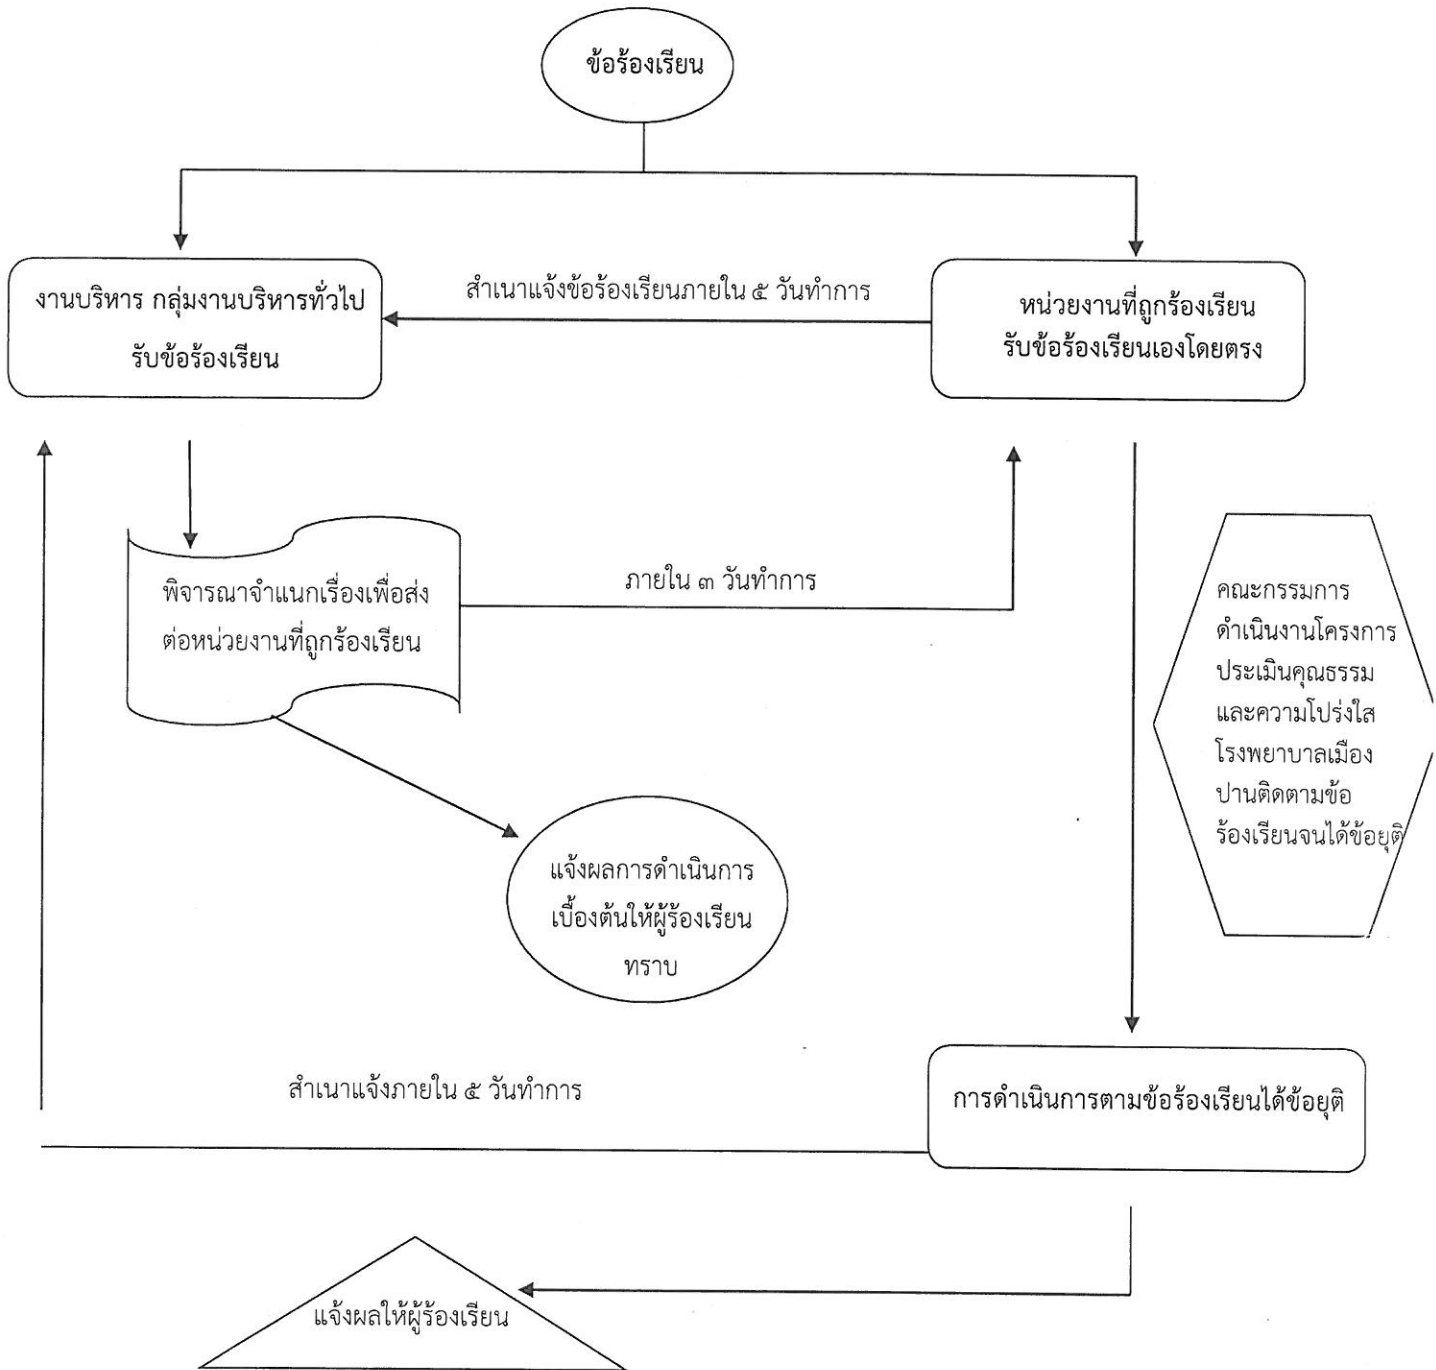 ข้อร้องเรียน
งานบริหาร กลุ่มงานบริหารทั่วไป
รับข้อร้องเรียน
สำเนาแจ้งข้อร้องเรียนภายใน ๕ วันทำการ
หน่วยงานที่ถูกร้องเรียน
รับข้อร้องเรียนเองโดยตรง
พิจารณาจำแนกเรื่องเพื่อส่ง
ต่อหน่วยงานที่ถูกร้องเรียน
ภายใน ๓ วันทำการ
คณะกรรมการ
ดำเนินงานโครงการ
ประเมินคุณธรรม
และความโปร่งใส
โรงพยาบาลเมือง
ปานติดตามข้อ
ร้องเรียนจนได้ข้อยุติ
แจ้งผลการดำเนินการ
เบื้องต้นให้ผู้ร้องเรียน
ทราบ
สำเนาแจ้งภายใน ๕ วันทำการ
การดำเนินการตามข้อร้องเรียนได้ข้อยุติ
แจ้งผลให้ผู้ร้องเรียน